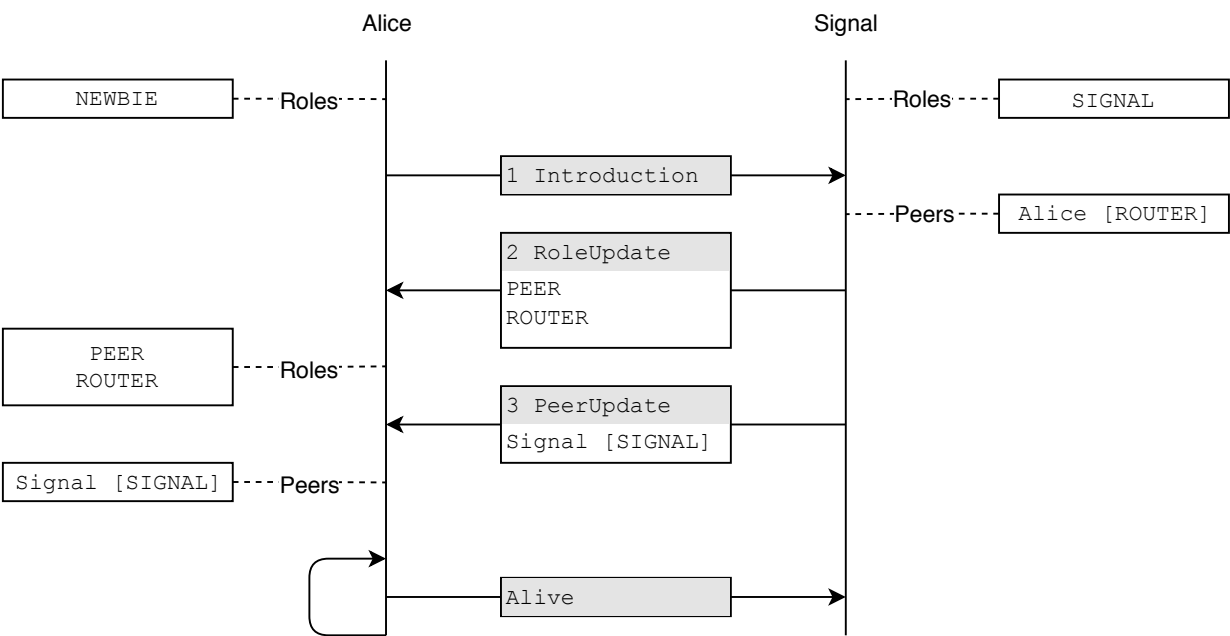 Alice
Signal
NEWBIE
Roles
Roles
SIGNAL
1 Introduction
Peers
Alice [ROUTER]
2 RoleUpdate
PEER
ROUTER
PEER
ROUTER
Roles
3 PeerUpdate
Signal [SIGNAL]
Signal [SIGNAL]
Peers
Alive